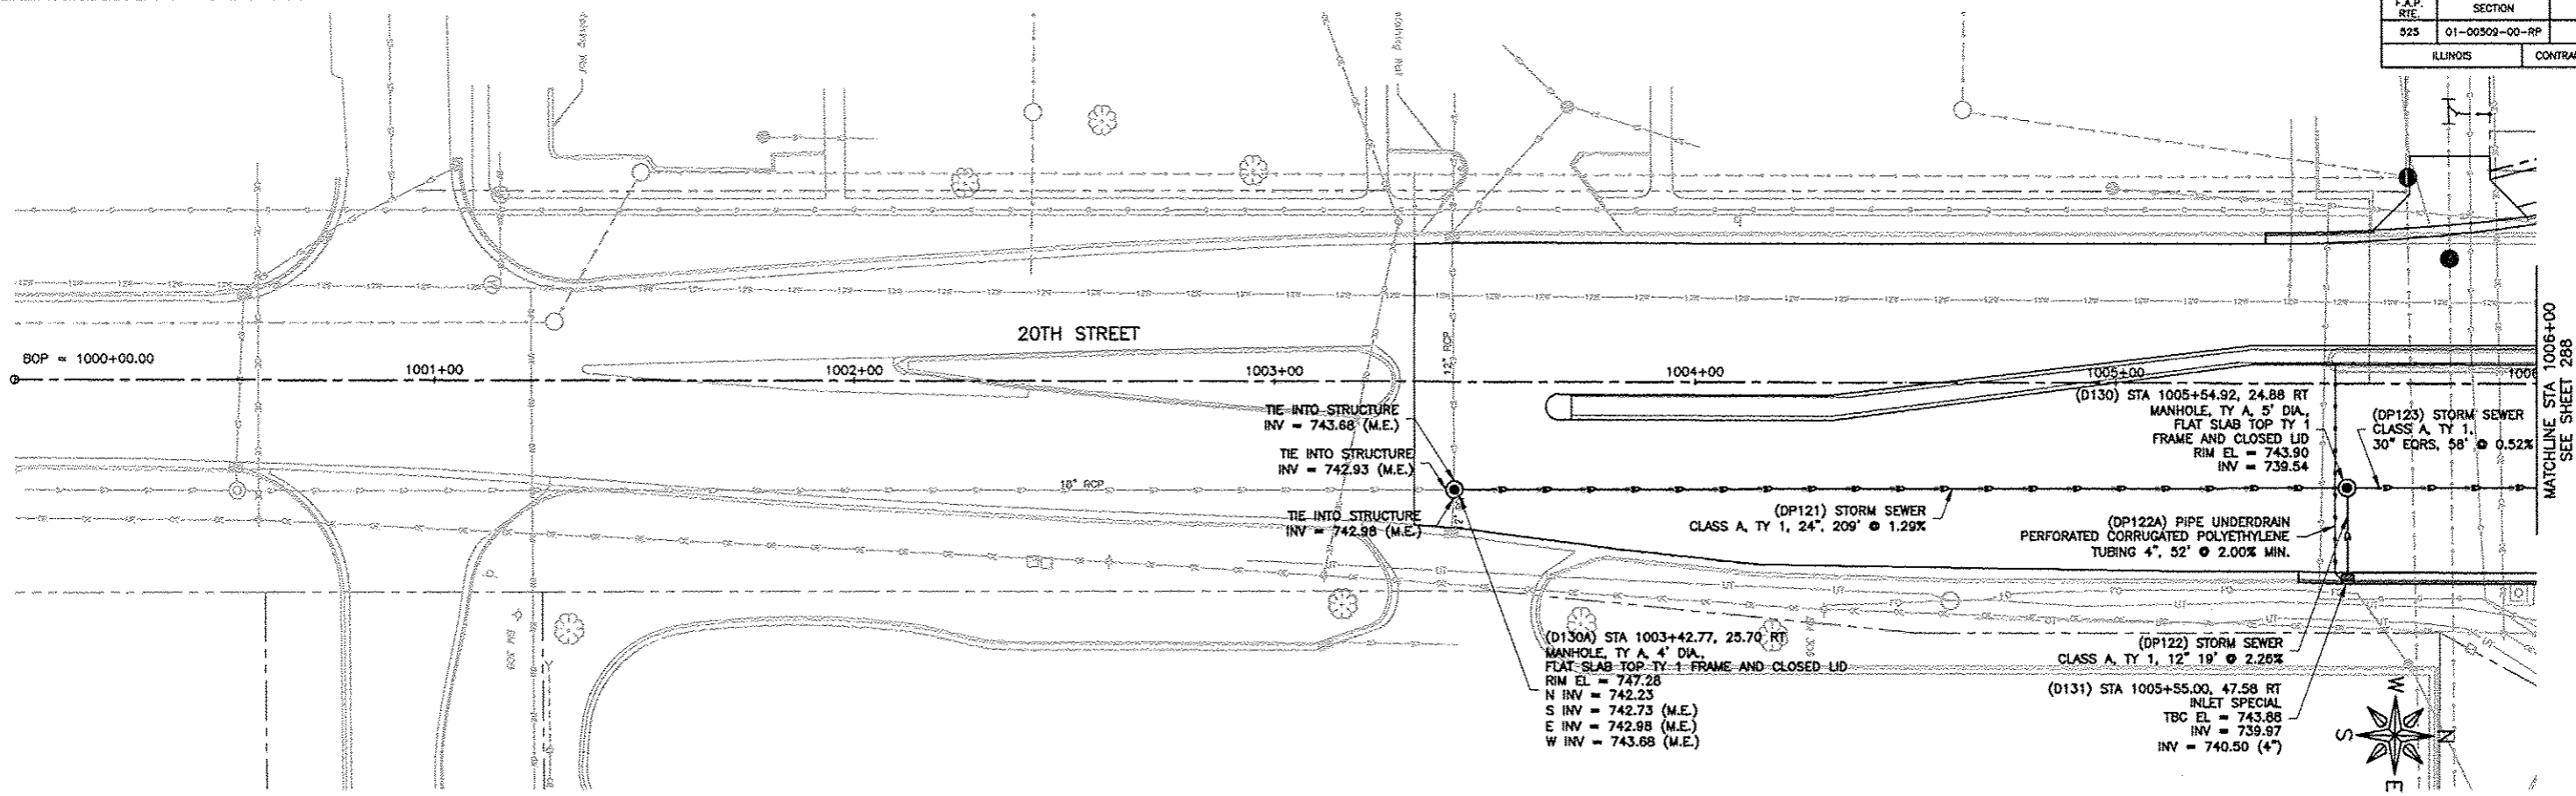 F.A.P.
RTE.
SECTION
525
01-00509-00-RP
ILLINOIS
20TH STREET
BOP = 1000+00.00
1001+00
1002+00
1003+00
1004+00
1005+00
12" RCP
18" RCP
TIE INTO STRUCTURE
INV = 743.68 (M.E.)
TIE INTO STRUCTURE
INV = 742.93 (M.E.)
TIE INTO STRUCTURE
INV = 742.98 (M.E.)
(DP121) STORM SEWER
CLASS A, TY 1, 24", 209' @ 1.29%
(D130) STA 1005+54.92, 24.88 RT
MANHOLE, TY A, 5' DIA.,
FLAT SLAB TOP TY 1
FRAME AND CLOSED LID
RIM EL = 743.90
INV = 739.54
(DP123) STORM SEWER
CLASS A, TY 1,
30" EQRS, 58' @ 0.52%
MATCHLINE STA 1006+00
SEE SHEET 288
(DP122A) PIPE UNDERDRAIN
PERFORATED CORRUGATED POLYETHYLENE
TUBING 4", 52' @ 2.00% MIN.
(D130A) STA 1003+42.77, 25.70 RT
MANHOLE, TY A, 4' DIA.,
FLAT SLAB TOP TY 1 FRAME AND CLOSED LID
RIM EL = 747.28
N INV = 742.23
S INV = 742.73 (M.E.)
E INV = 742.98 (M.E.)
W INV = 743.68 (M.E.)
(DP122) STORM SEWER
CLASS A, TY 1, 12" 19' @ 2.26%
(D131) STA 1005+55.00, 47.58 RT
INLET SPECIAL
TBC EL = 743.88
INV = 739.97
INV = 740.50 (4")
W
S
N
E